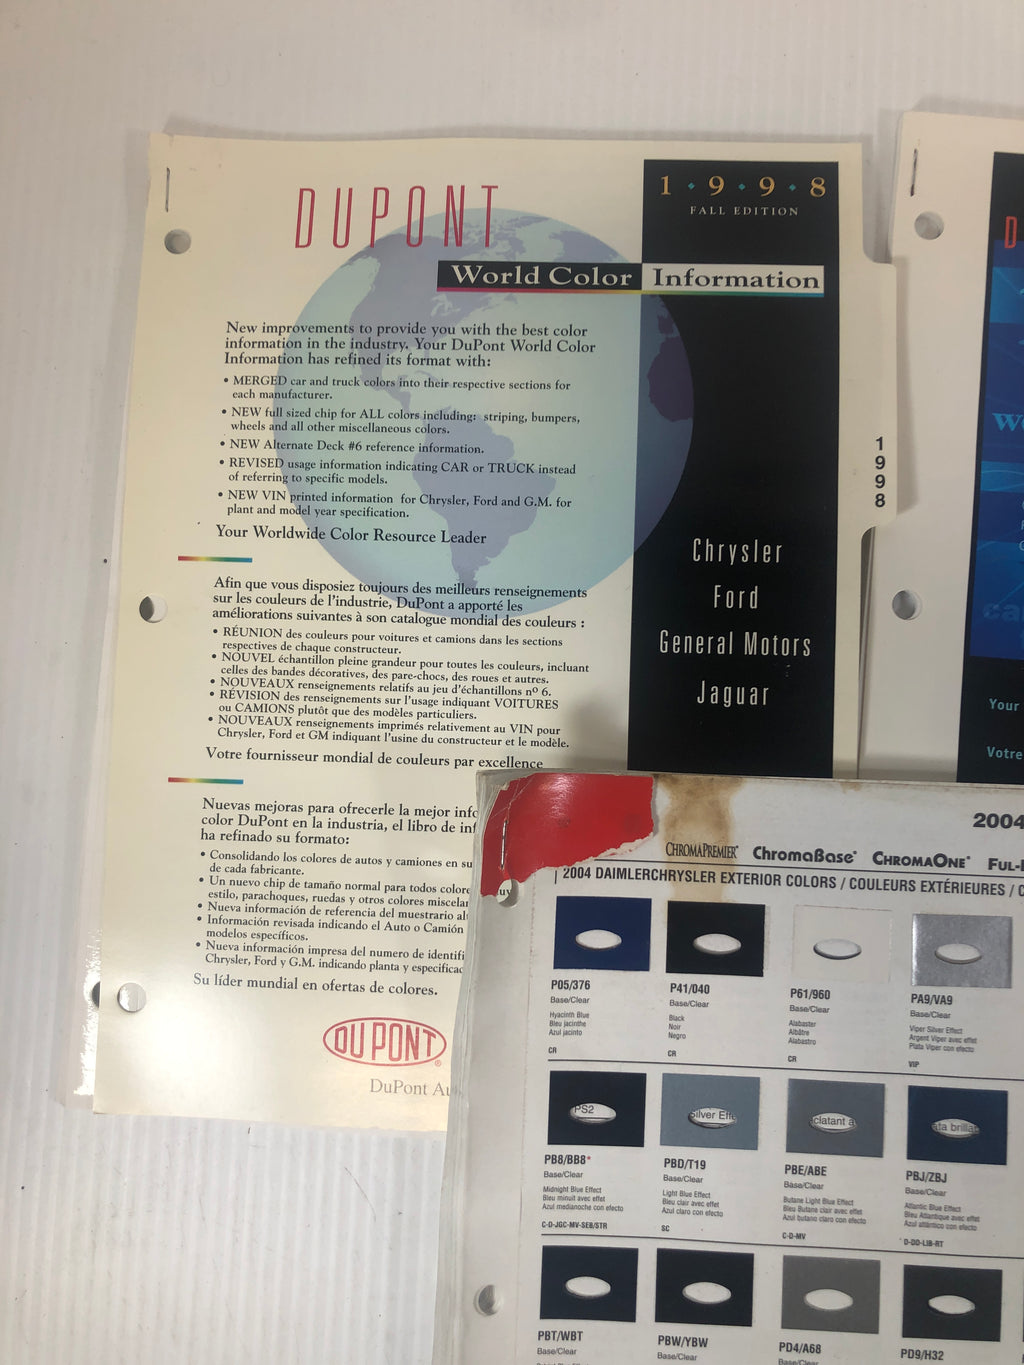 DUPONT
1·9·9·8
FALL EDITION
World Color Information
New improvements to provide you with the best color
information in the industry. Your DuPont World Color
Information has refined its format with:
• MERGED car and truck colors into their respective sections for
each manufacturer.
• NEW full sized chip for ALL colors including: striping, bumpers,
wheels and all other miscellaneous colors.
• NEW Alternate Deck #6 reference information.
• REVISED usage information indicating CAR or TRUCK instead
of referring to specific models.
• NEW VIN printed information for Chrysler, Ford and G.M. for
plant and model year specification.
Your Worldwide Color Resource Leader
Afin que vous disposiez toujours des meilleurs renseignements
sur les couleurs de l'industrie, DuPont a apporté les
améliorations suivantes à son catalogue mondial des couleurs :
• RÉUNION des couleurs pour voitures et camions dans les sections
respectives de chaque constructeur.
• NOUVEL échantillon pleine grandeur pour toutes les couleurs, incluant
celles des bandes décoratives, des pare-chocs, des roues et autres.
• NOUVEAUX renseignements relatifs au jeu d'échantillons nº 6.
• RÉVISION des renseignements sur l'usage indiquant VOITURES
ou CAMIONS plutôt que des modèles particuliers.
• NOUVEAUX renseignements imprimés relativement au VIN pour
Chrysler, Ford et GM indiquant l'usine du constructeur et le modèle.
Votre fournisseur mondial de couleurs par excellence
Nuevas mejoras para ofrecerle la mejor info
color DuPont en la industria, el libro de inf
ha refinado su formato:
• Consolidando los colores de autos y camiones en su
de cada fabricante.
• Un nuevo chip de tamaño normal para todos colore
estilo, parachoques, ruedas y otros colores miscelar
• Nueva información de referencia del muestrario al
• Información revisada indicando el Auto o Camión
modelos específicos.
• Nueva información impresa del numero de identifi
Chrysler, Ford y G.M. indicando planta y especificac
Su líder mundial en ofertas de colores.
DUPONT
DuPont Au
Chrysler
Ford
General Motors
Jaguar
1
9
9
8
D
W
ca
Your
Votre
2004
CHROMAPREMIER® ChromaBase® CHROMAONE® FUL-
2004 DAIMLERCHRYSLER EXTERIOR COLORS / COULEURS EXTÉRIEURES / C
P05/376
Base/Clear
Hyacinth Blue
Bleu jacinthe
Azul jacinto
CR
P41/040
Base/Clear
Black
Noir
Negro
CR
P61/960
Base/Clear
Alabaster
Albâtre
Alabastro
CR
PA9/VA9
Base/Clear
Viper Silver Effect
Argent Viper avec effet
Plata Viper con efecto
VIP
PS2
PB8/BB8*
Base/Clear
Midnight Blue Effect
Bleu minuit avec effet
Azul medianoche con efecto
C-D-JGC-MV-SEB/STR
Silver Effe
PBD/T19
Base/Clear
Light Blue Effect
Bleu clair avec effet
Azul claro con efecto
SC
clatant a
PBE/ABE
Base/Clear
Butane Light Blue Effect
Bleu Butane clair avec effet
Azul butano claro con efecto
C-D-MV
ata brillan
PBJ/ZBJ
Base/Clear
Atlantic Blue Effect
Bleu Atlantique avec effet
Azul atlántico con efecto
D-DO-LIB-RT
PBT/WBT
Base/Clear
PBW/YBW
Base/Clear
PD4/A68
Base/Clear
PD9/H32